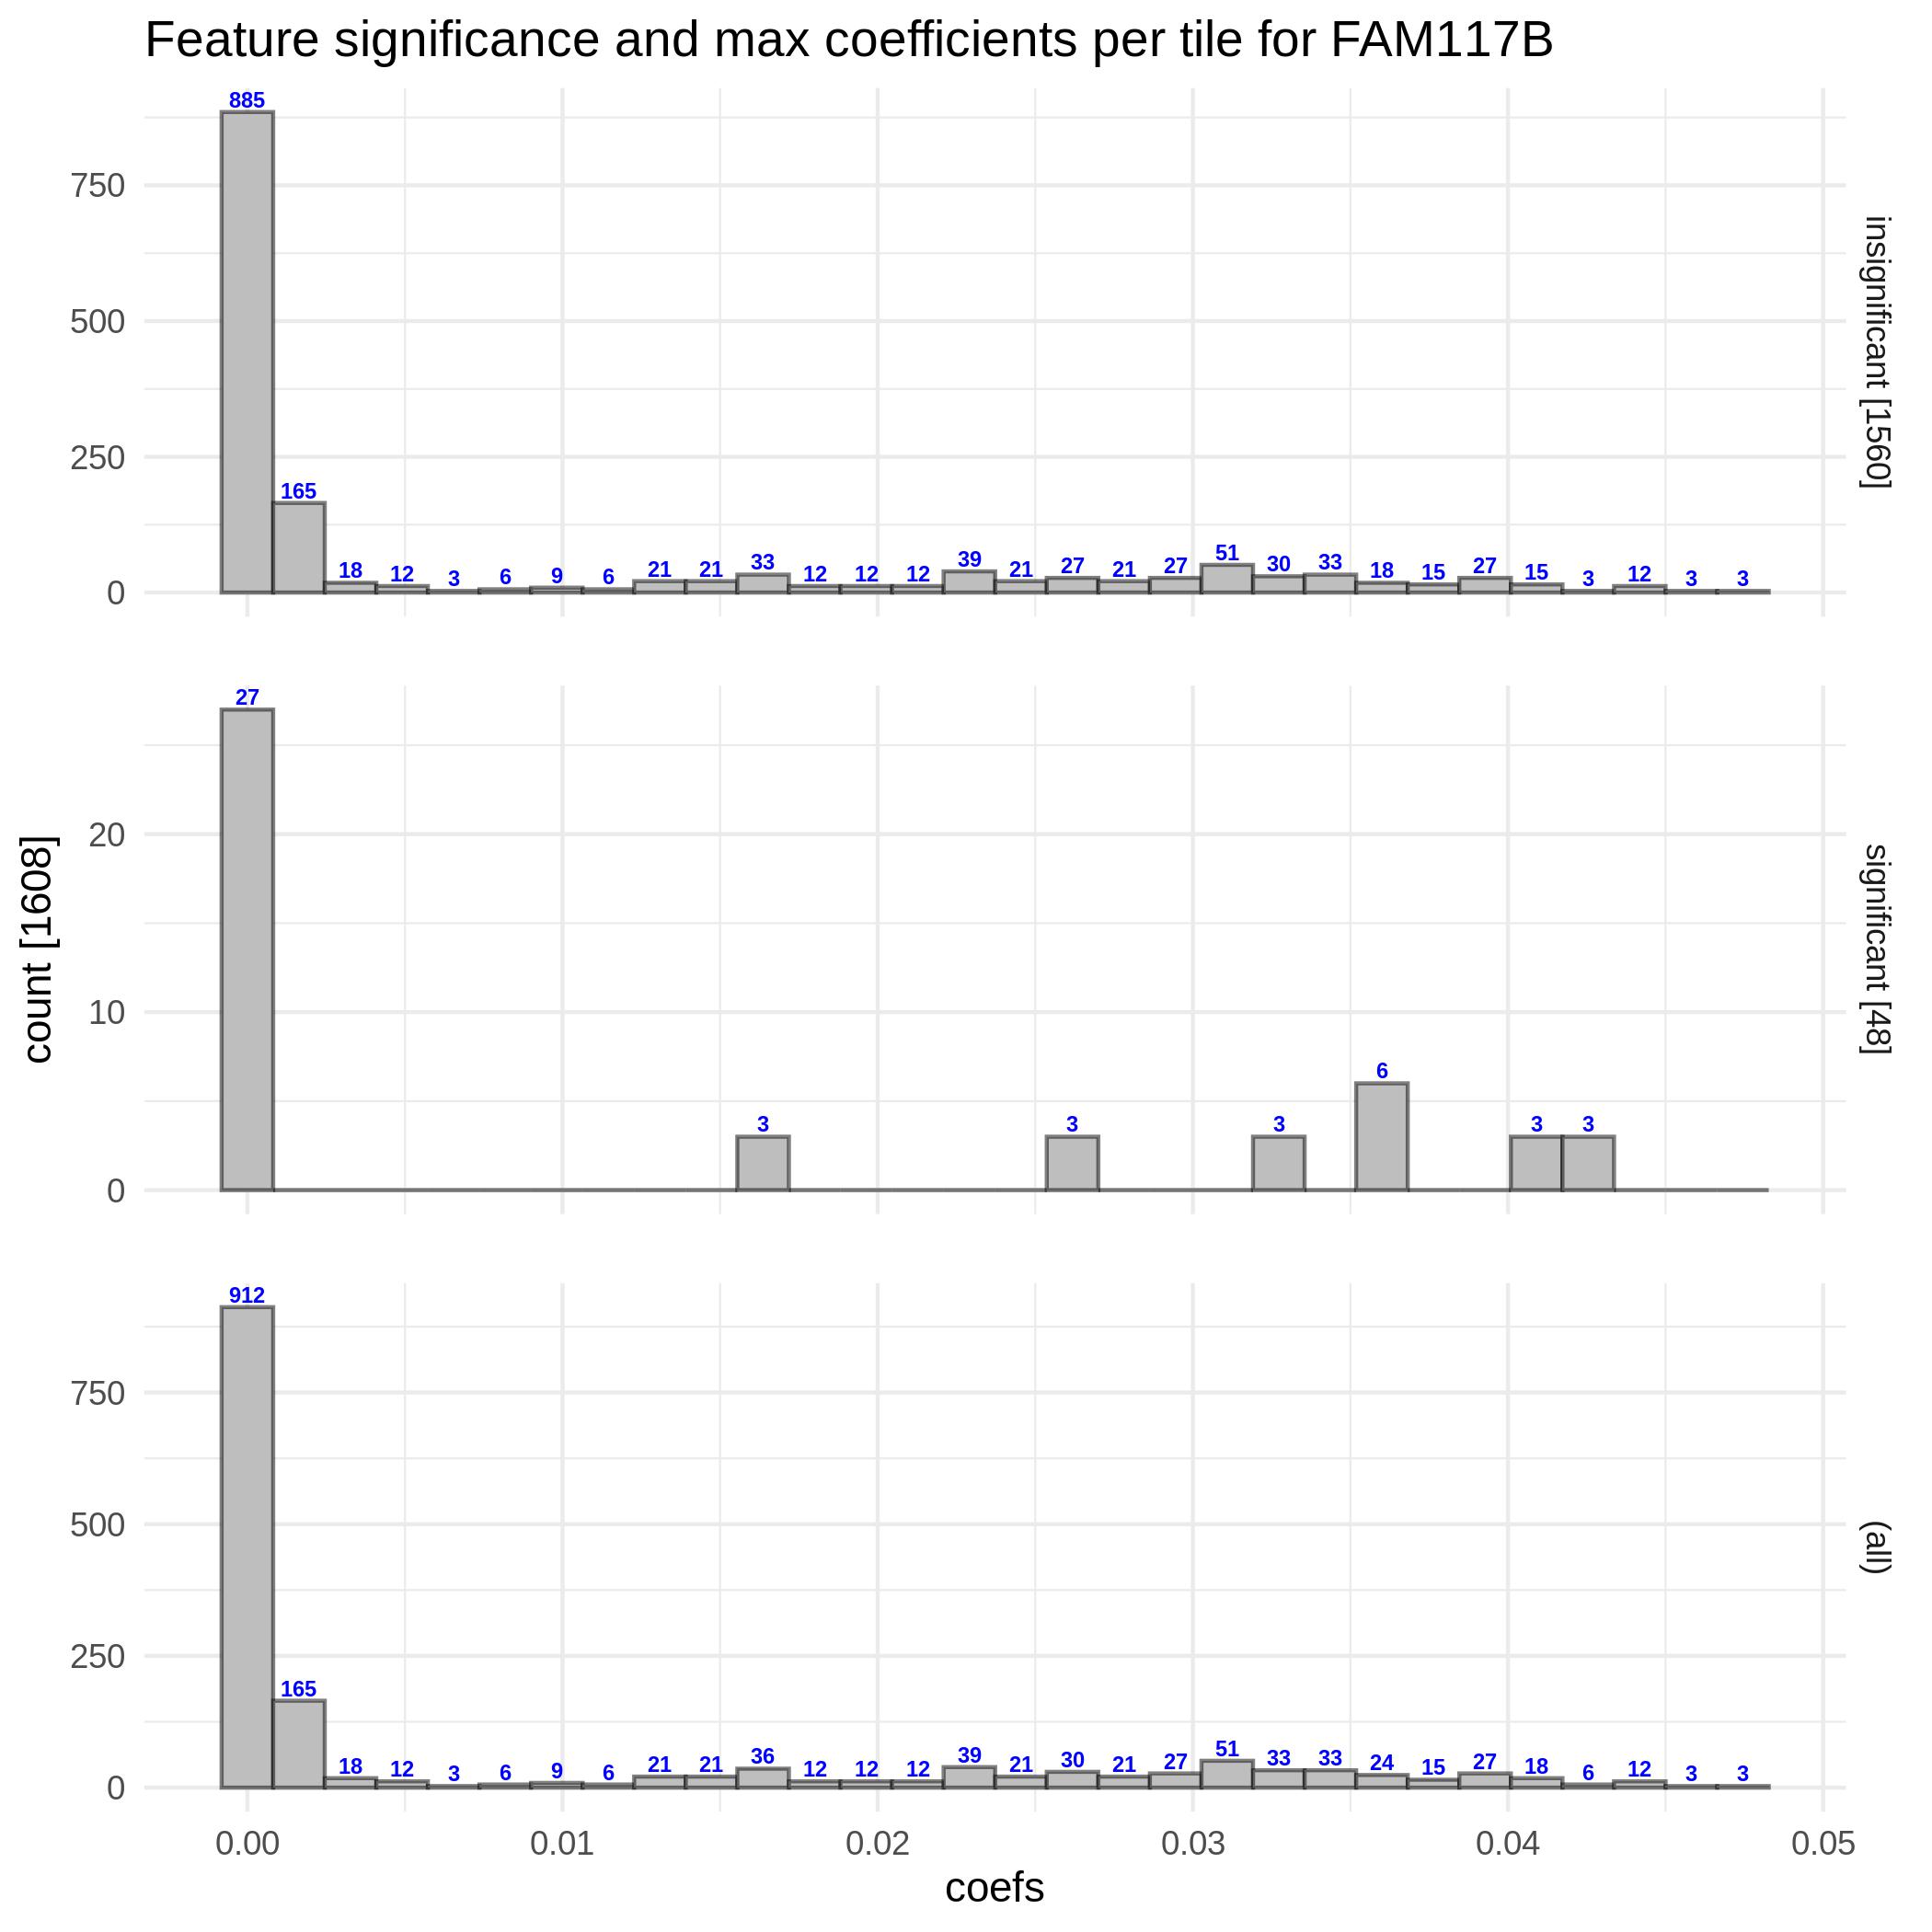 Feature significance and max coefficients per tile for FAM117B
885
750
500
250
0
165
18 12 3 6 9 6 21 21 33 12 12 12 39 21 27 21 27 51 30 33 18 15 27 15 3 12 3 3
insignificant [1560]
27
20
10
0
3 3 3 6 3 3
significant [48]
count [1608]
912
750
500
250
0
165
18 12 3 6 9 6 21 21 36 12 12 12 39 21 30 21 27 51 33 33 24 15 27 18 6 12 3 3
(all)
0.00 0.01 0.02 0.03 0.04 0.05
coefs